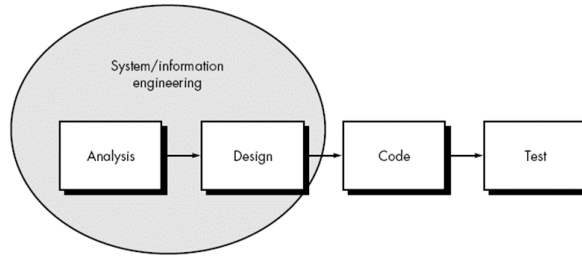 System/information
engineering
Analysis
Design
Code
Test